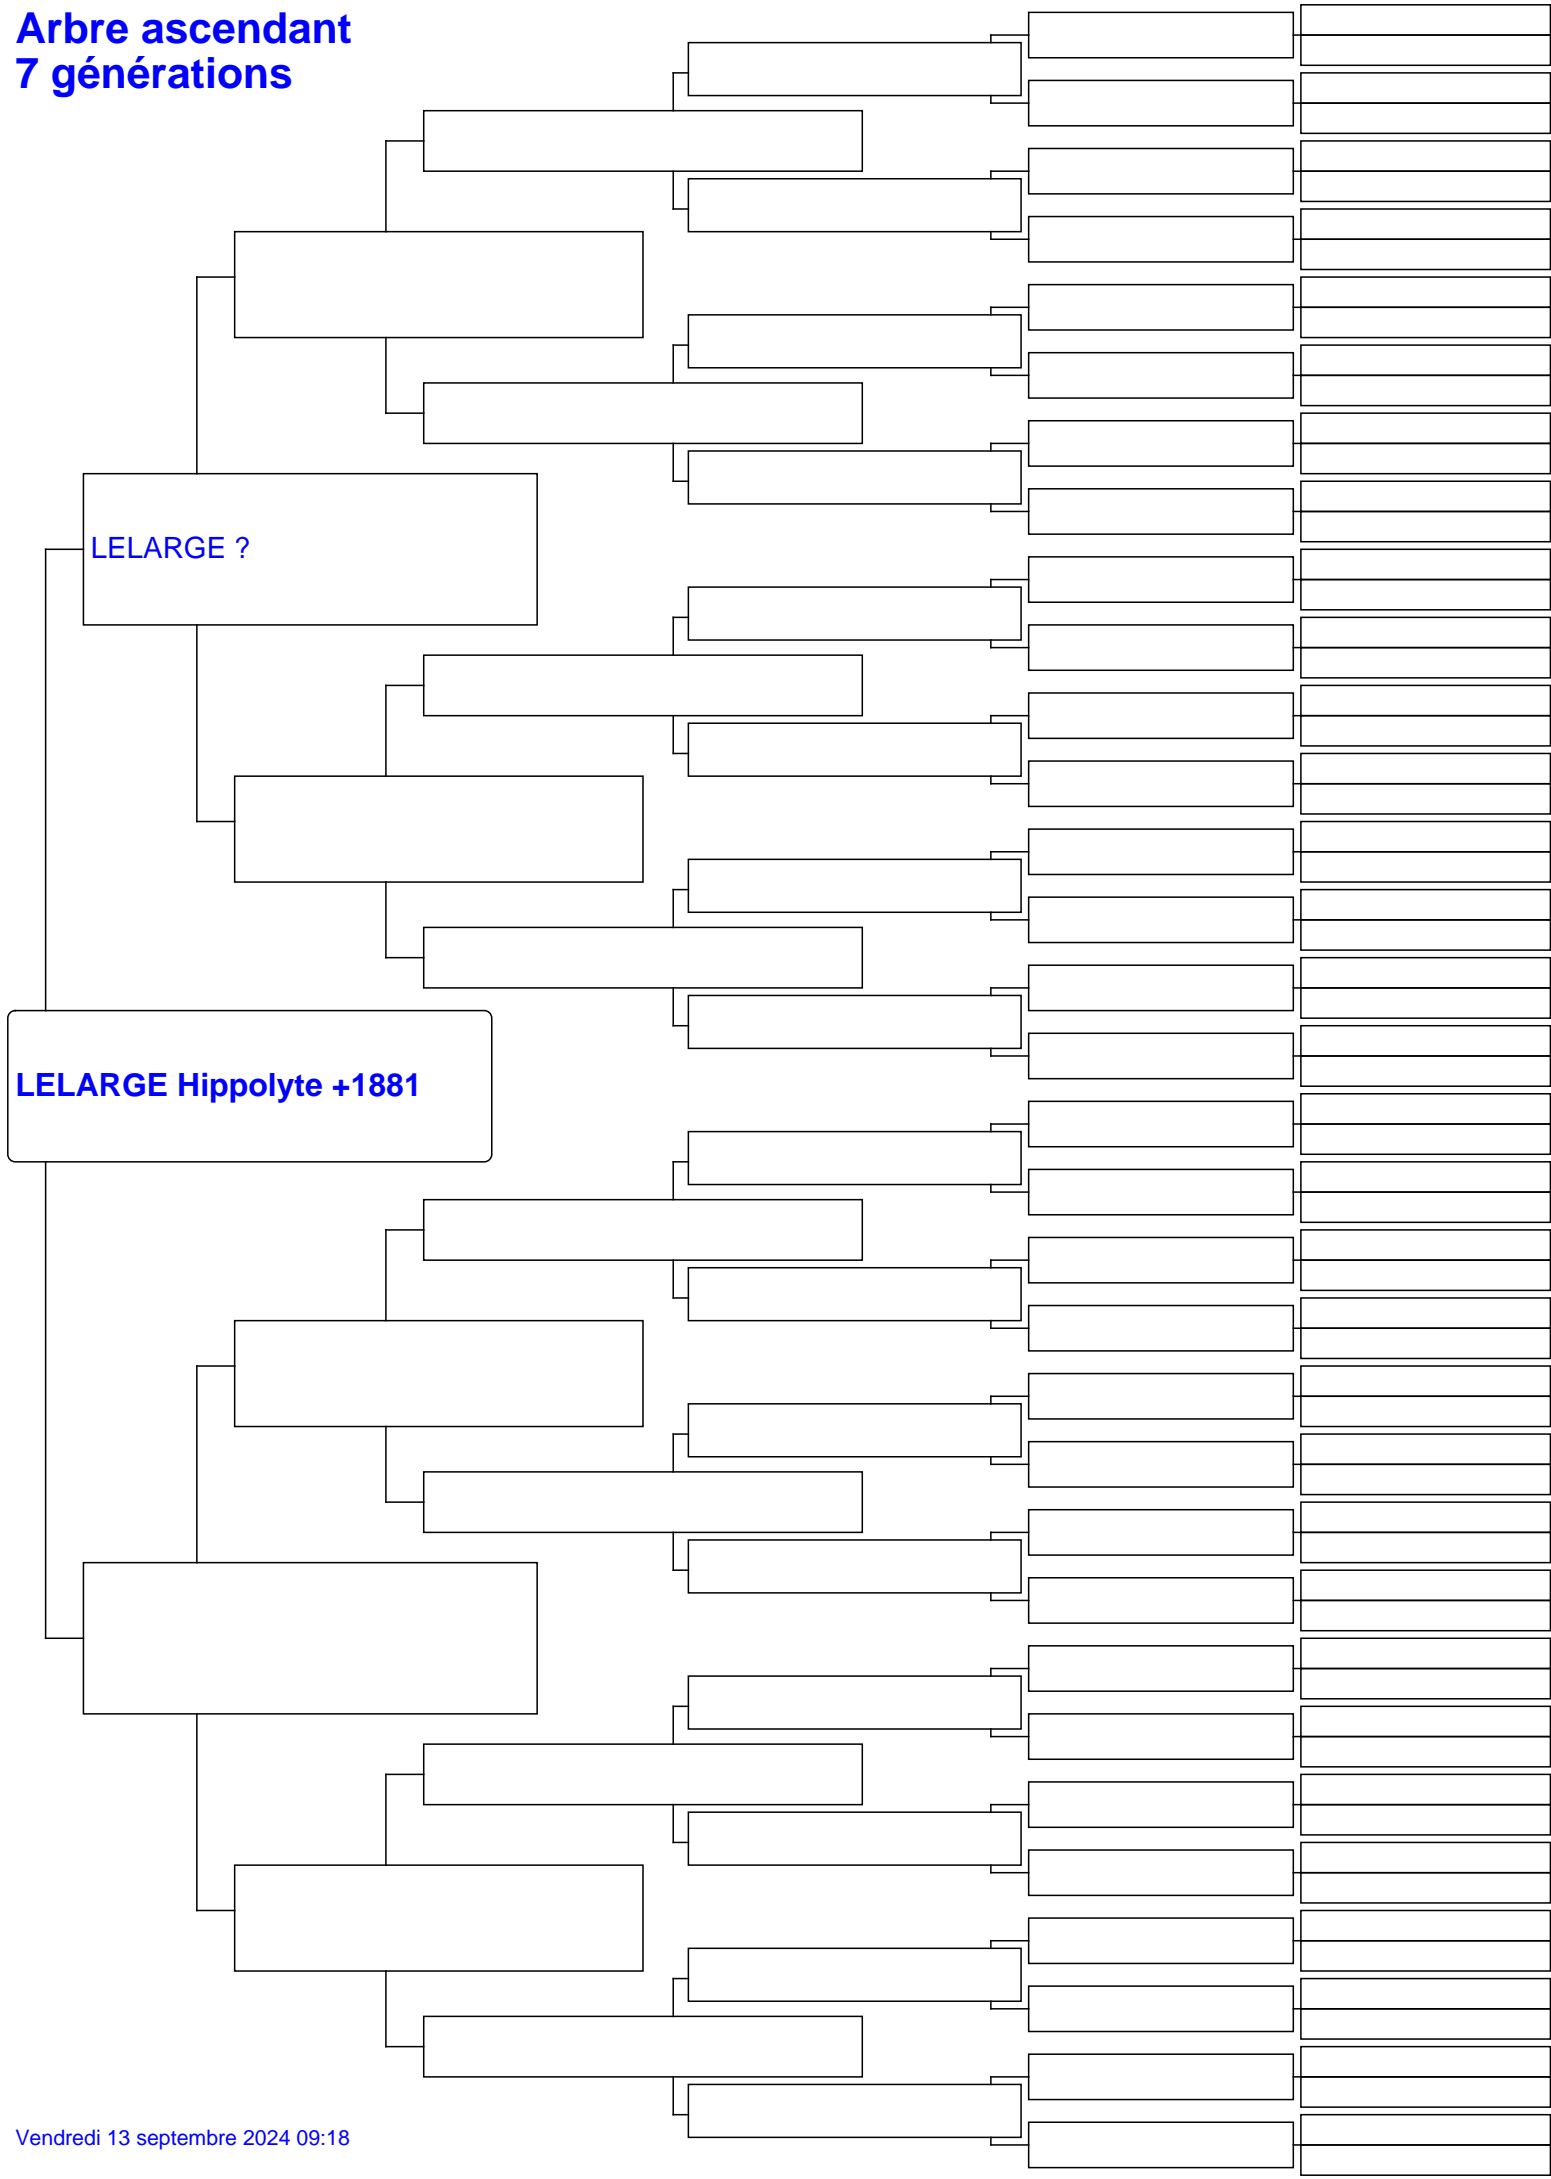 Arbre ascendant
7 générations
LELARGE ?
LELARGE Hippolyte +1881
Vendredi 13 septembre 2024 09:18